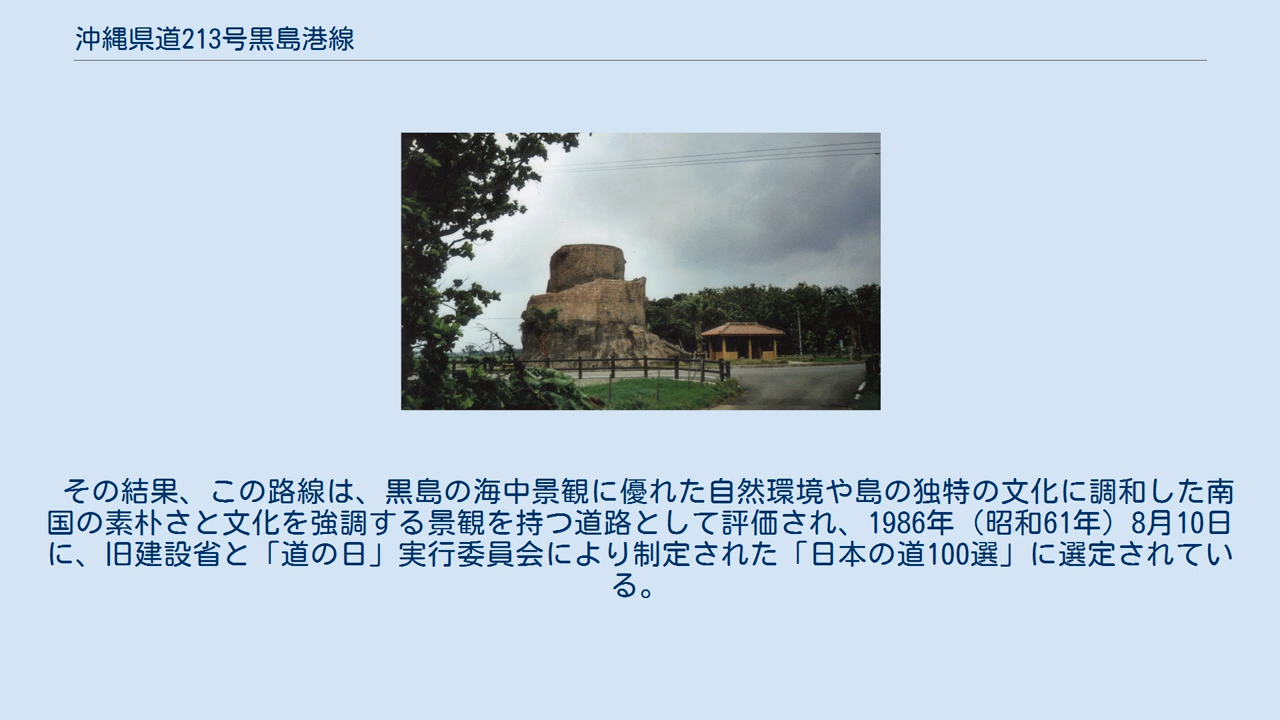 沖縄県道213号黒島港線
その結果、この路線は、黒島の海中景観に優れた自然環境や島の独特の文化に調和した南
国の素朴さと文化を強調する景観を持つ道路として評価され、1986年（昭和61年）8月10日
に、旧建設省と「道の日」実行委員会により制定された「日本の道100選」に選定されてい
る。